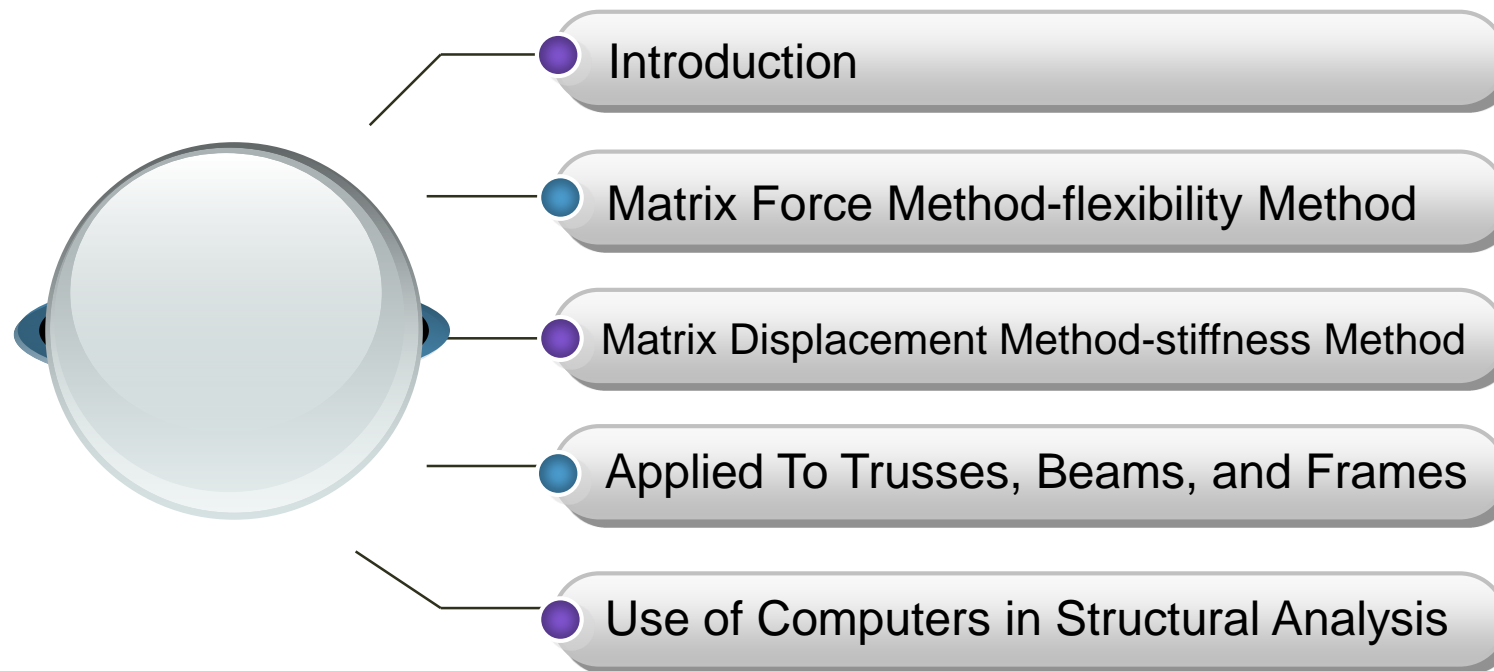 Introduction
Matrix Force Method-flexibility Method
Matrix Displacement Method-stiffness Method
Applied To Trusses, Beams, and Frames
Use of Computers in Structural Analysis